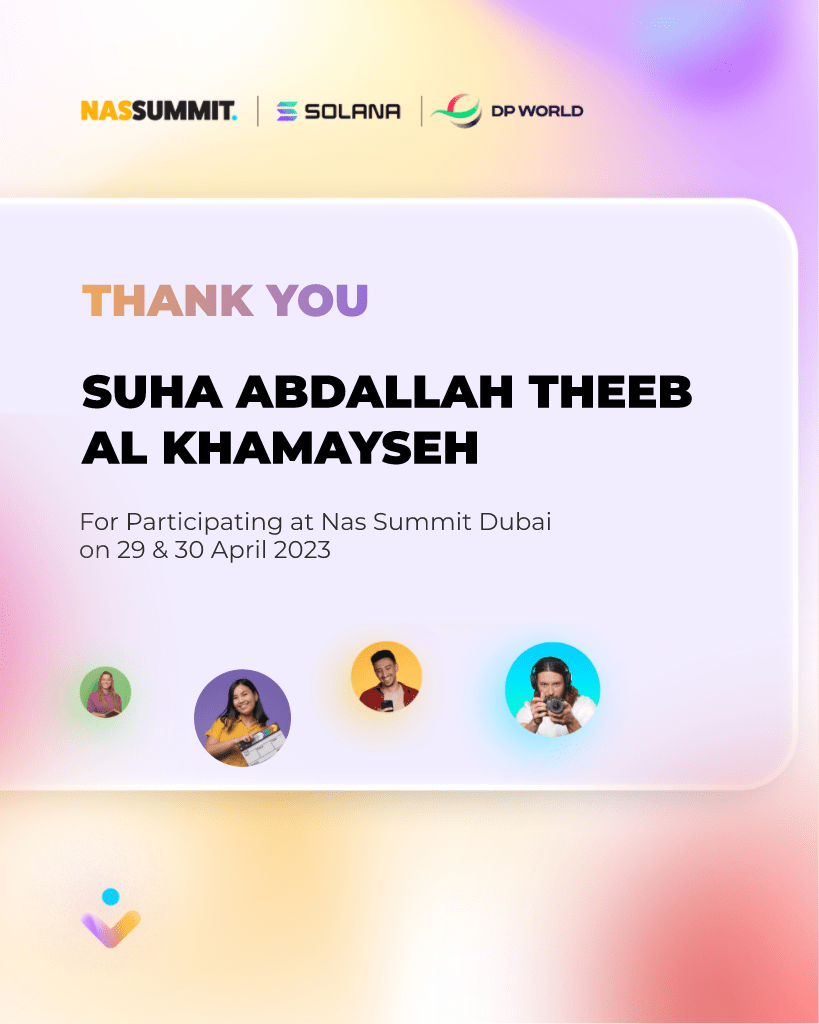 NASSUMMIT. SOLANA DP WORLD
THANK YOU
SUHA ABDALLAH THEEB
AL KHAMAYSEH
For Participating at Nas Summit Dubai
on 29 & 30 April 2023